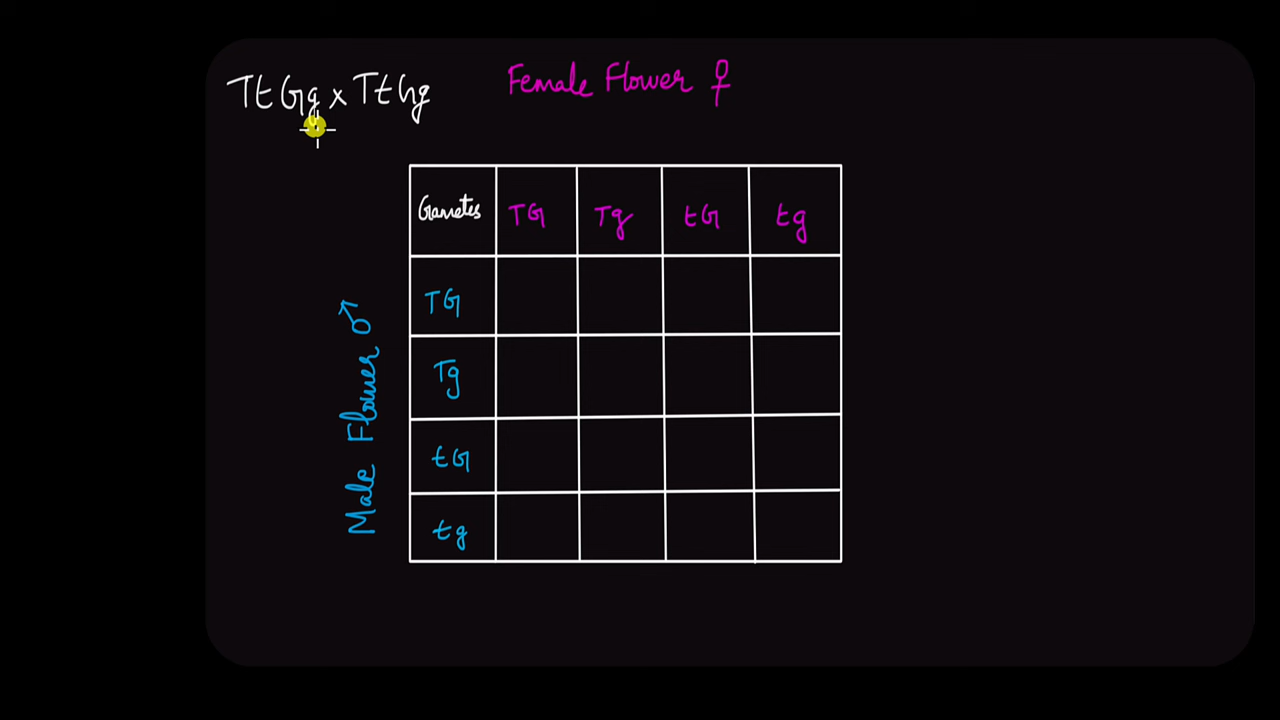 TtGg x TtGg
Female Flower ♀
Gametes TG Tg tG tg
TG
Tg
tG
tg
Male Flower ♂